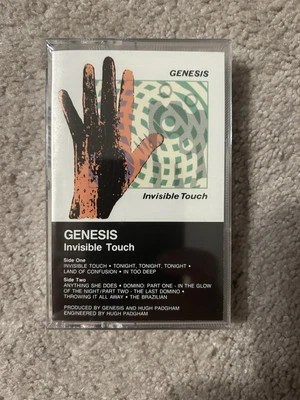 GENESIS
Invisible Touch
GENESIS
Invisible Touch
Side One
INVISIBLE TOUCH • TONIGHT, TONIGHT, TONIGHT •
LAND OF CONFUSION • IN TOO DEEP
Side Two
ANYTHING SHE DOES • DOMINO: PART ONE - IN THE GLOW
OF THE NIGHT/PART TWO - THE LAST DOMINO •
THROWING IT ALL AWAY • THE BRAZILIAN
PRODUCED BY GENESIS AND HUGH PADGHAM
ENGINEERED BY HUGH PADGHAM